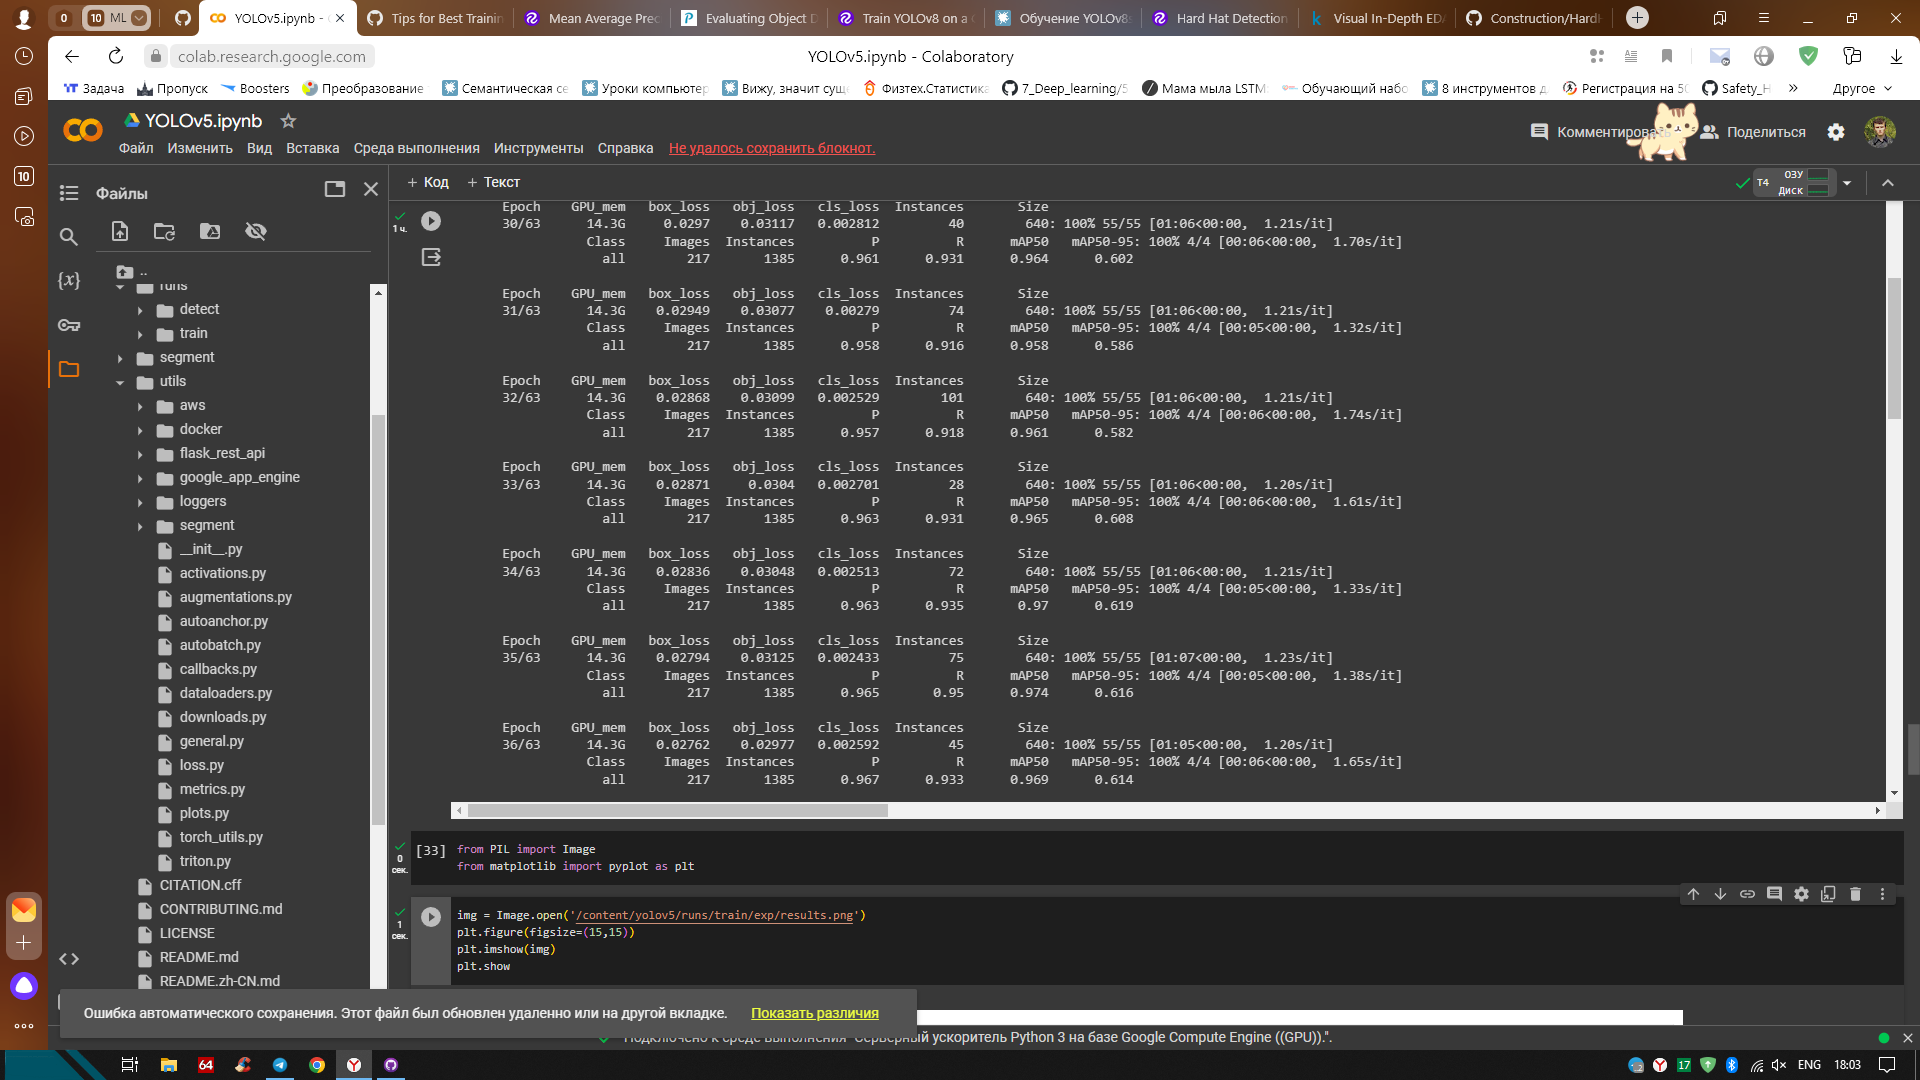 0
10 ML
YOLOv5.ipynb - 
Tips for Best Trainin
Mean Average Prec
Evaluating Object D
Train YOLOv8 on a C
Обучение YOLOv8
Hard Hat Detection
Visual In-Depth ED
Construction/HardH
colab.research.google.com
YOLOv5.ipynb - Colaboratory
Задача
Пропуск
Boosters
Преобразование
Семантическая се
Уроки компьютер
Вижу, значит суще
Физтех.Статистика
7_Deep_learning/5
Мама мыла LSTM
Обучающий набо
8 инструментов д
Регистрация на 50
Safety_H
»
Другое
YOLOv5.ipynb
Комментировать
Поделиться
Файл Изменить Вид Вставка Среда выполнения Инструменты Справка Не удалось сохранить блокнот.
Файлы
+ Код + Текст
T4 ОЗУ
Диск
1 ч.
..
runs
detect
train
segment
utils
aws
docker
flask_rest_api
google_app_engine
loggers
segment
__init__.py
activations.py
augmentations.py
autoanchor.py
autobatch.py
callbacks.py
dataloaders.py
downloads.py
general.py
loss.py
metrics.py
plots.py
torch_utils.py
triton.py
CITATION.cff
CONTRIBUTING.md
LICENSE
README.md
README.zh-CN.md
Epoch GPU_mem box_loss obj_loss cls_loss Instances Size
30/63 14.3G 0.0297 0.03117 0.002812 40 640: 100% 55/55 [01:06<00:00, 1.21s/it]
Class Images Instances P R mAP50 mAP50-95: 100% 4/4 [00:06<00:00, 1.70s/it]
all 217 1385 0.961 0.931 0.964 0.602
Epoch GPU_mem box_loss obj_loss cls_loss Instances Size
31/63 14.3G 0.02949 0.03077 0.00279 74 640: 100% 55/55 [01:06<00:00, 1.21s/it]
Class Images Instances P R mAP50 mAP50-95: 100% 4/4 [00:05<00:00, 1.32s/it]
all 217 1385 0.958 0.916 0.958 0.586
Epoch GPU_mem box_loss obj_loss cls_loss Instances Size
32/63 14.3G 0.02868 0.03099 0.002529 101 640: 100% 55/55 [01:06<00:00, 1.21s/it]
Class Images Instances P R mAP50 mAP50-95: 100% 4/4 [00:06<00:00, 1.74s/it]
all 217 1385 0.957 0.918 0.961 0.582
Epoch GPU_mem box_loss obj_loss cls_loss Instances Size
33/63 14.3G 0.02871 0.0304 0.002701 28 640: 100% 55/55 [01:06<00:00, 1.20s/it]
Class Images Instances P R mAP50 mAP50-95: 100% 4/4 [00:06<00:00, 1.61s/it]
all 217 1385 0.963 0.931 0.965 0.608
Epoch GPU_mem box_loss obj_loss cls_loss Instances Size
34/63 14.3G 0.02836 0.03048 0.002513 72 640: 100% 55/55 [01:06<00:00, 1.21s/it]
Class Images Instances P R mAP50 mAP50-95: 100% 4/4 [00:05<00:00, 1.33s/it]
all 217 1385 0.963 0.935 0.97 0.619
Epoch GPU_mem box_loss obj_loss cls_loss Instances Size
35/63 14.3G 0.02794 0.03125 0.002433 75 640: 100% 55/55 [01:07<00:00, 1.23s/it]
Class Images Instances P R mAP50 mAP50-95: 100% 4/4 [00:05<00:00, 1.38s/it]
all 217 1385 0.965 0.95 0.974 0.616
Epoch GPU_mem box_loss obj_loss cls_loss Instances Size
36/63 14.3G 0.02762 0.02977 0.002592 45 640: 100% 55/55 [01:05<00:00, 1.20s/it]
Class Images Instances P R mAP50 mAP50-95: 100% 4/4 [00:06<00:00, 1.65s/it]
all 217 1385 0.967 0.933 0.969 0.614
0 сек.
[33] from PIL import Image
from matplotlib import pyplot as plt
1 сек.
img = Image.open('/content/yolov5/runs/train/exp/results.png')
plt.figure(figsize=(15,15))
plt.imshow(img)
plt.show
Ошибка автоматического сохранения. Этот файл был обновлен удаленно или на другой вкладке. Показать различия
Подключено к среде выполнения "Серверный ускоритель Python 3 на базе Google Compute Engine ((GPU))".
64
17
ENG 18:03